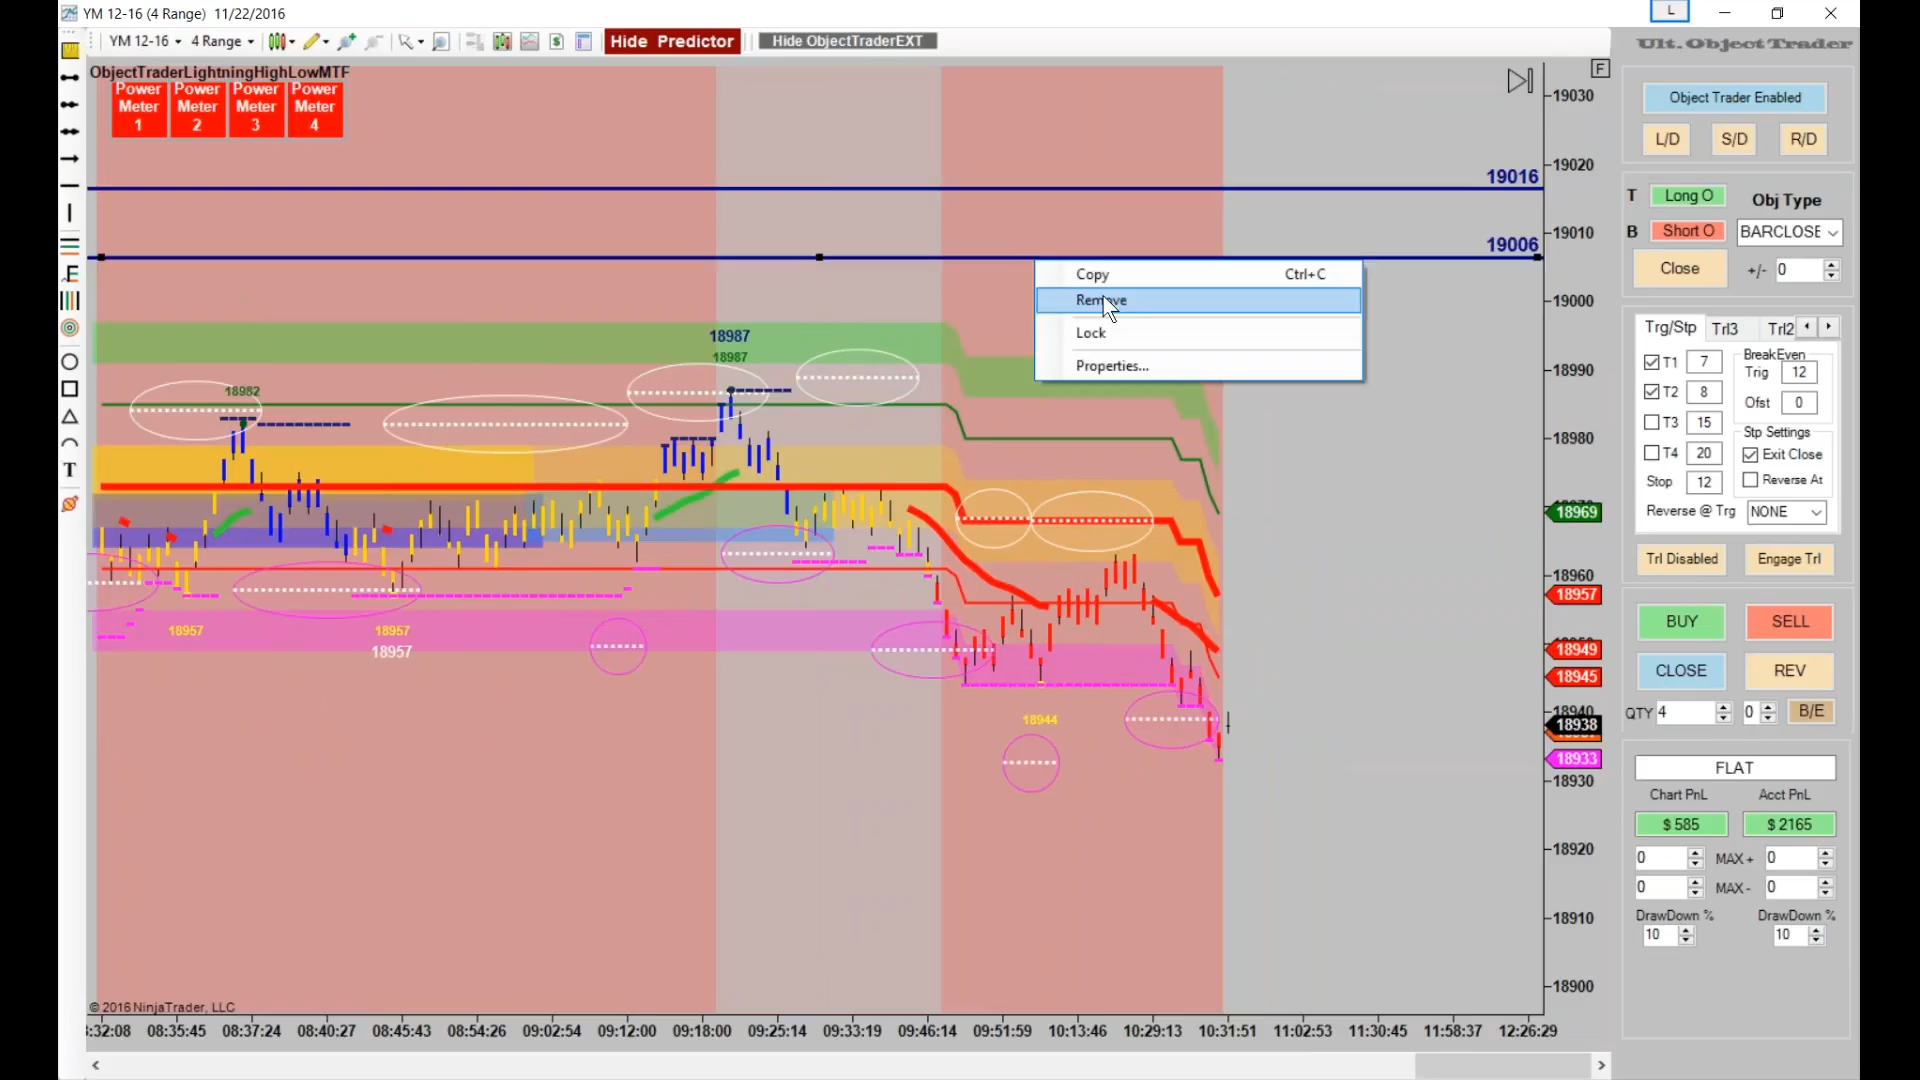 YM 12-16 (4 Range) 11/22/2016
L
YM 12-16
4 Range
Hide Predictor
Hide ObjectTraderEXT
Ult. Object Trader
ObjectTraderLightningHighLowMTF
Power Meter 1
Power Meter 2
Power Meter 3
Power Meter 4
F
19016
19006
Copy Ctrl+C
Remove
Lock
Properties...
18987
18987
18982
18957
18957
18957
18944
19030
19020
19010
19000
18990
18980
18969
18960
18957
18949
18945
18940
18938
18933
18930
18920
18910
18900
© 2016 NinjaTrader, LLC
:32:08 08:35:45 08:37:24 08:40:27 08:45:43 08:54:26 09:02:54 09:12:00 09:18:00 09:25:14 09:33:19 09:46:14 09:51:59 10:13:46 10:29:13 10:31:51 11:02:53 11:30:45 11:58:37 12:26:29
Object Trader Enabled
L/D S/D R/D
T Long O Obj Type
B Short O BARCLOSE
Close +/- 0
Trg/Stp Trl3 Trl2
T1 7
T2 8
T3 15
T4 20
Stop 12
BreakEven
Trig 12
Ofst 0
Stp Settings
Exit Close
Reverse At
Reverse @ Trg NONE
Trl Disabled Engage Trl
BUY SELL
CLOSE REV
QTY 4 0 B/E
FLAT
Chart PnL Acct PnL
$ 585 $ 2165
0 MAX + 0
0 MAX - 0
DrawDown % DrawDown %
10 10
E
T